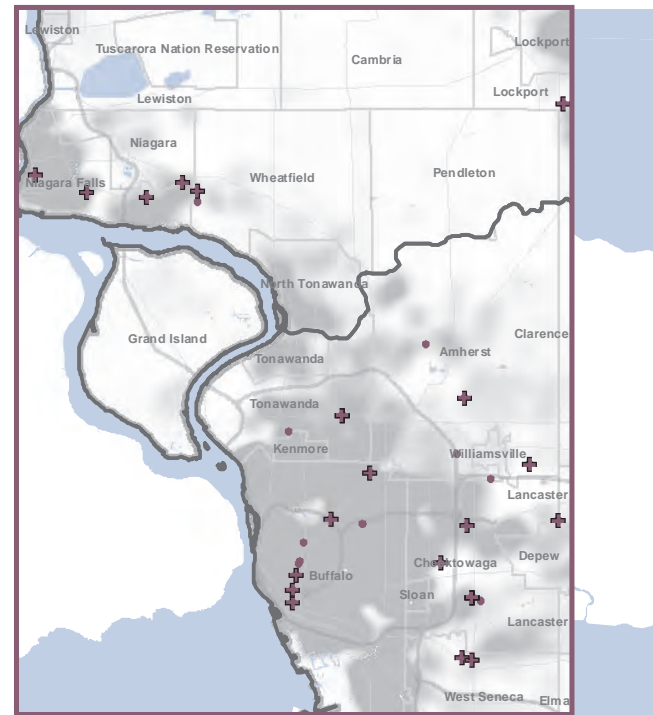 Lewiston
Lockport
Tuscarora Nation Reservation
Cambria
Lockport
Lewiston
Niagara
Pendleton
Wheatfield
Niagara Falls
North Tonawanda
Clarence
Grand Island
Amherst
Tonawanda
Tonawanda
Kenmore
Williamsville
Lancaster
Depew
Cheektowaga
Buffalo
Sloan
Lancaster
West Seneca
Elma